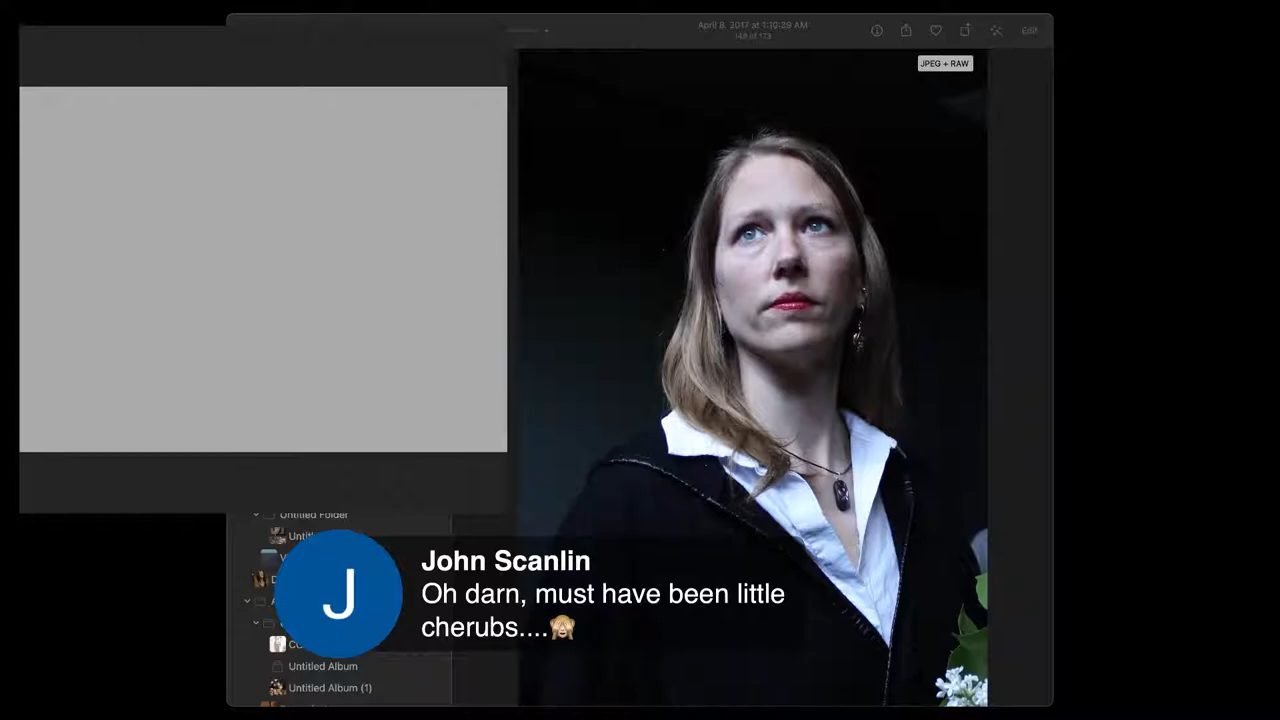 April 8, 2017 at 1:10:39 AM
Edit
JPEG + RAW
Untitled Folder
John Scanlin
Oh darn, must have been little
cherubs....🙈
J
Untitled Album
Untitled Album (1)